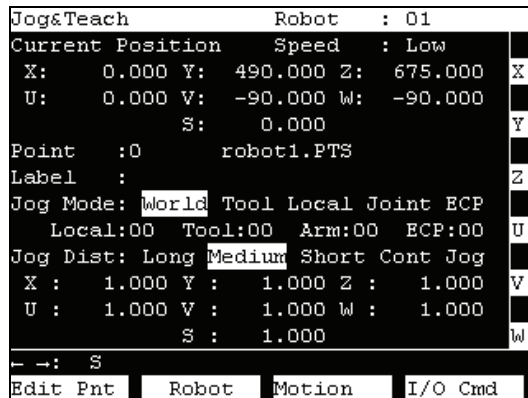 Jog&Teach Robot : 01
Current Position Speed : Low
X: 0.000 Y: 490.000 Z: 675.000 X
U: 0.000 V: -90.000 W: -90.000
S: 0.000 Y
Point :0 robot1.PTS
Label : Z
Jog Mode: World Tool Local Joint ECP
Local:00 Tool:00 Arm:00 ECP:00 U
Jog Dist: Long Medium Short Cont Jog
X : 1.000 Y : 1.000 Z : 1.000 V
U : 1.000 V : 1.000 W : 1.000
S : 1.000 W
← →: S
Edit Pnt Robot Motion I/O Cmd